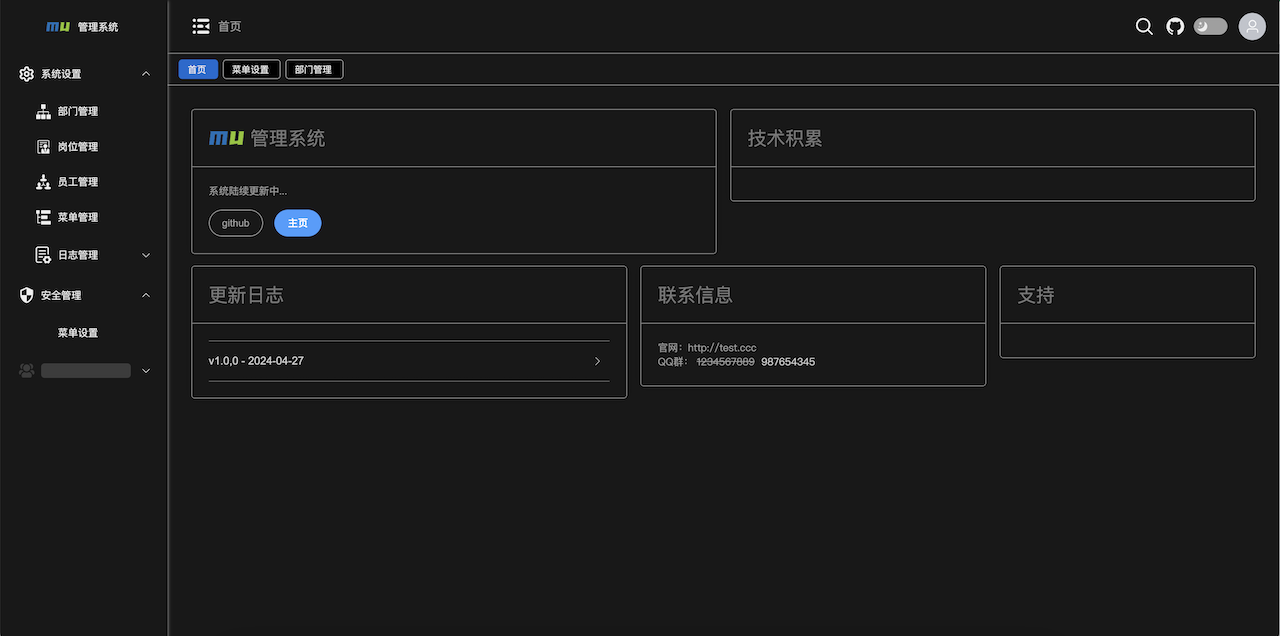 mu 管理系统
首页
系统设置
部门管理
岗位管理
员工管理
菜单管理
日志管理
安全管理
菜单设置
首页 菜单设置 部门管理
mu 管理系统
系统陆续更新中...
github 主页
技术积累
更新日志
v1.0,0 - 2024-04-27
联系信息
官网：http://test.ccc
QQ群： 1234567889 987654345
支持